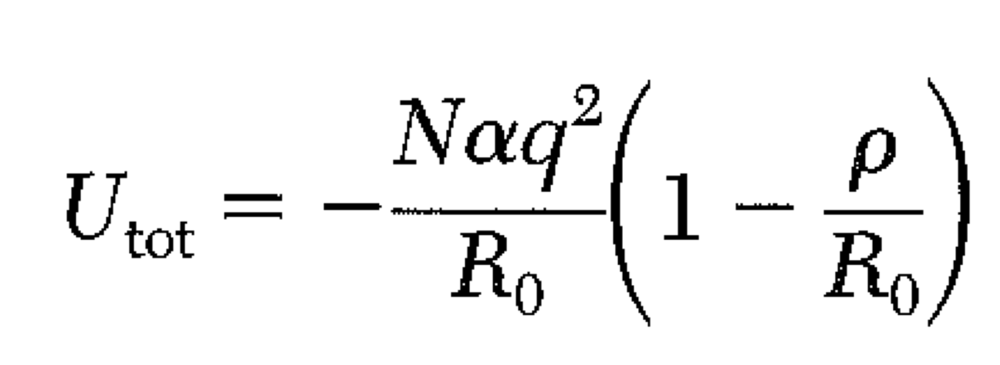 U_tot = − Nαq²/R₀ (1 − ρ/R₀)